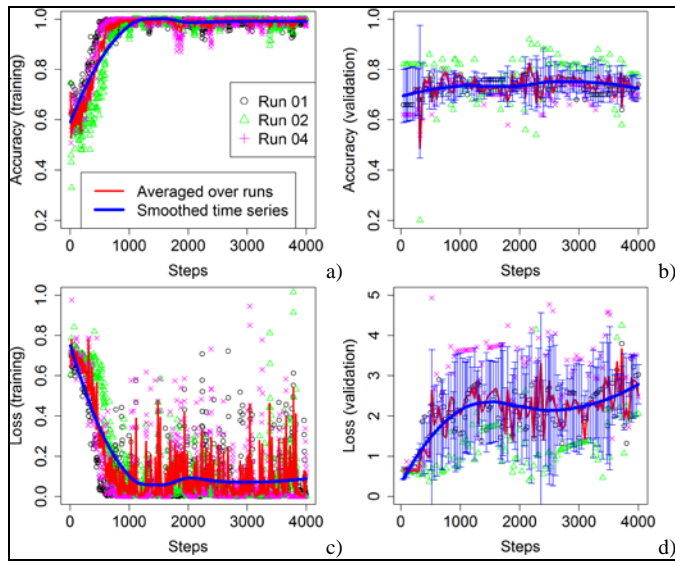 Accuracy (training)
0.2 0.4 0.6 0.8 1.0
Run 01
Run 02
Run 04
Averaged over runs
Smoothed time series
0 1000 2000 3000 4000
Steps
a)
Accuracy (validation)
0.2 0.4 0.6 0.8 1.0
0 1000 2000 3000 4000
Steps
b)
Loss (training)
0.0 0.2 0.4 0.6 0.8 1.0
0 1000 2000 3000 4000
Steps
c)
Loss (validation)
0 1 2 3 4 5
0 1000 2000 3000 4000
Steps
d)